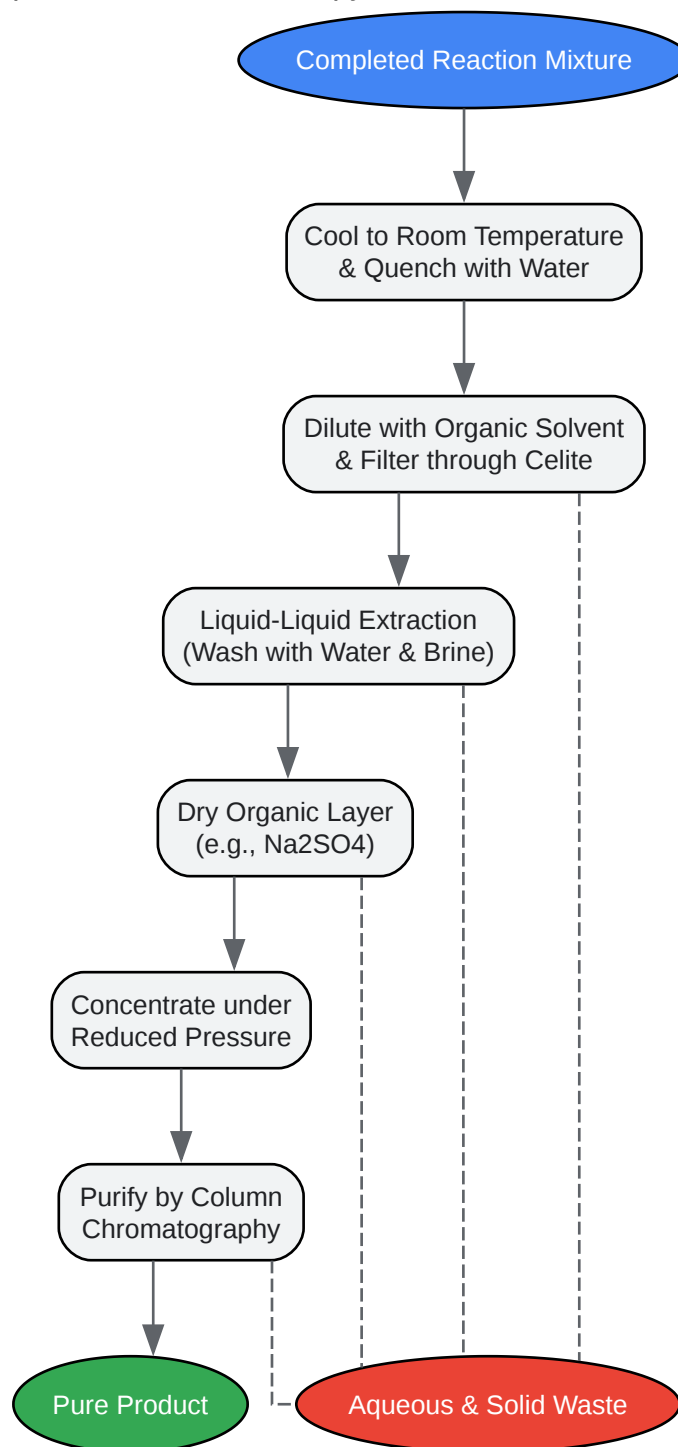 Completed Reaction Mixture
Cool to Room Temperature
& Quench with Water
Dilute with Organic Solvent
& Filter through Celite
Liquid-Liquid Extraction
(Wash with Water & Brine)
Dry Organic Layer
(e.g., Na2SO4)
Concentrate under
Reduced Pressure
Purify by Column
Chromatography
Pure Product
Aqueous & Solid Waste